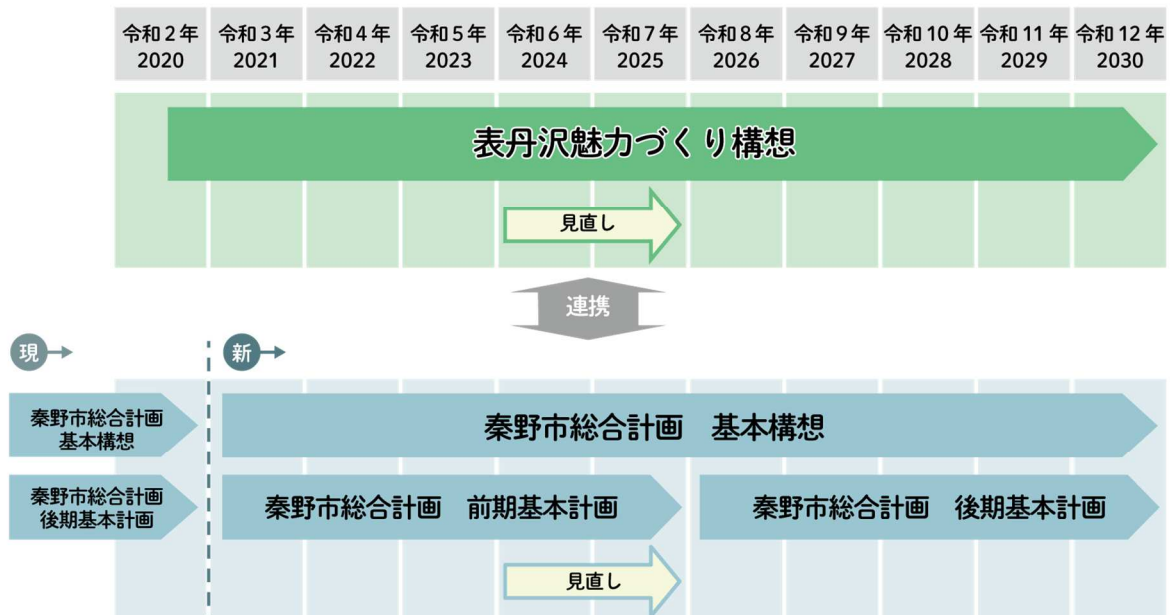 令和2年 令和3年 令和4年 令和5年 令和6年 令和7年 令和8年 令和9年 令和10年 令和11年 令和12年
2020 2021 2022 2023 2024 2025 2026 2027 2028 2029 2030
表丹沢魅力づくり構想
見直し
連携
現 新
秦野市総合計画
基本構想
秦野市総合計画 基本構想
秦野市総合計画
後期基本計画
秦野市総合計画 前期基本計画
秦野市総合計画 後期基本計画
見直し